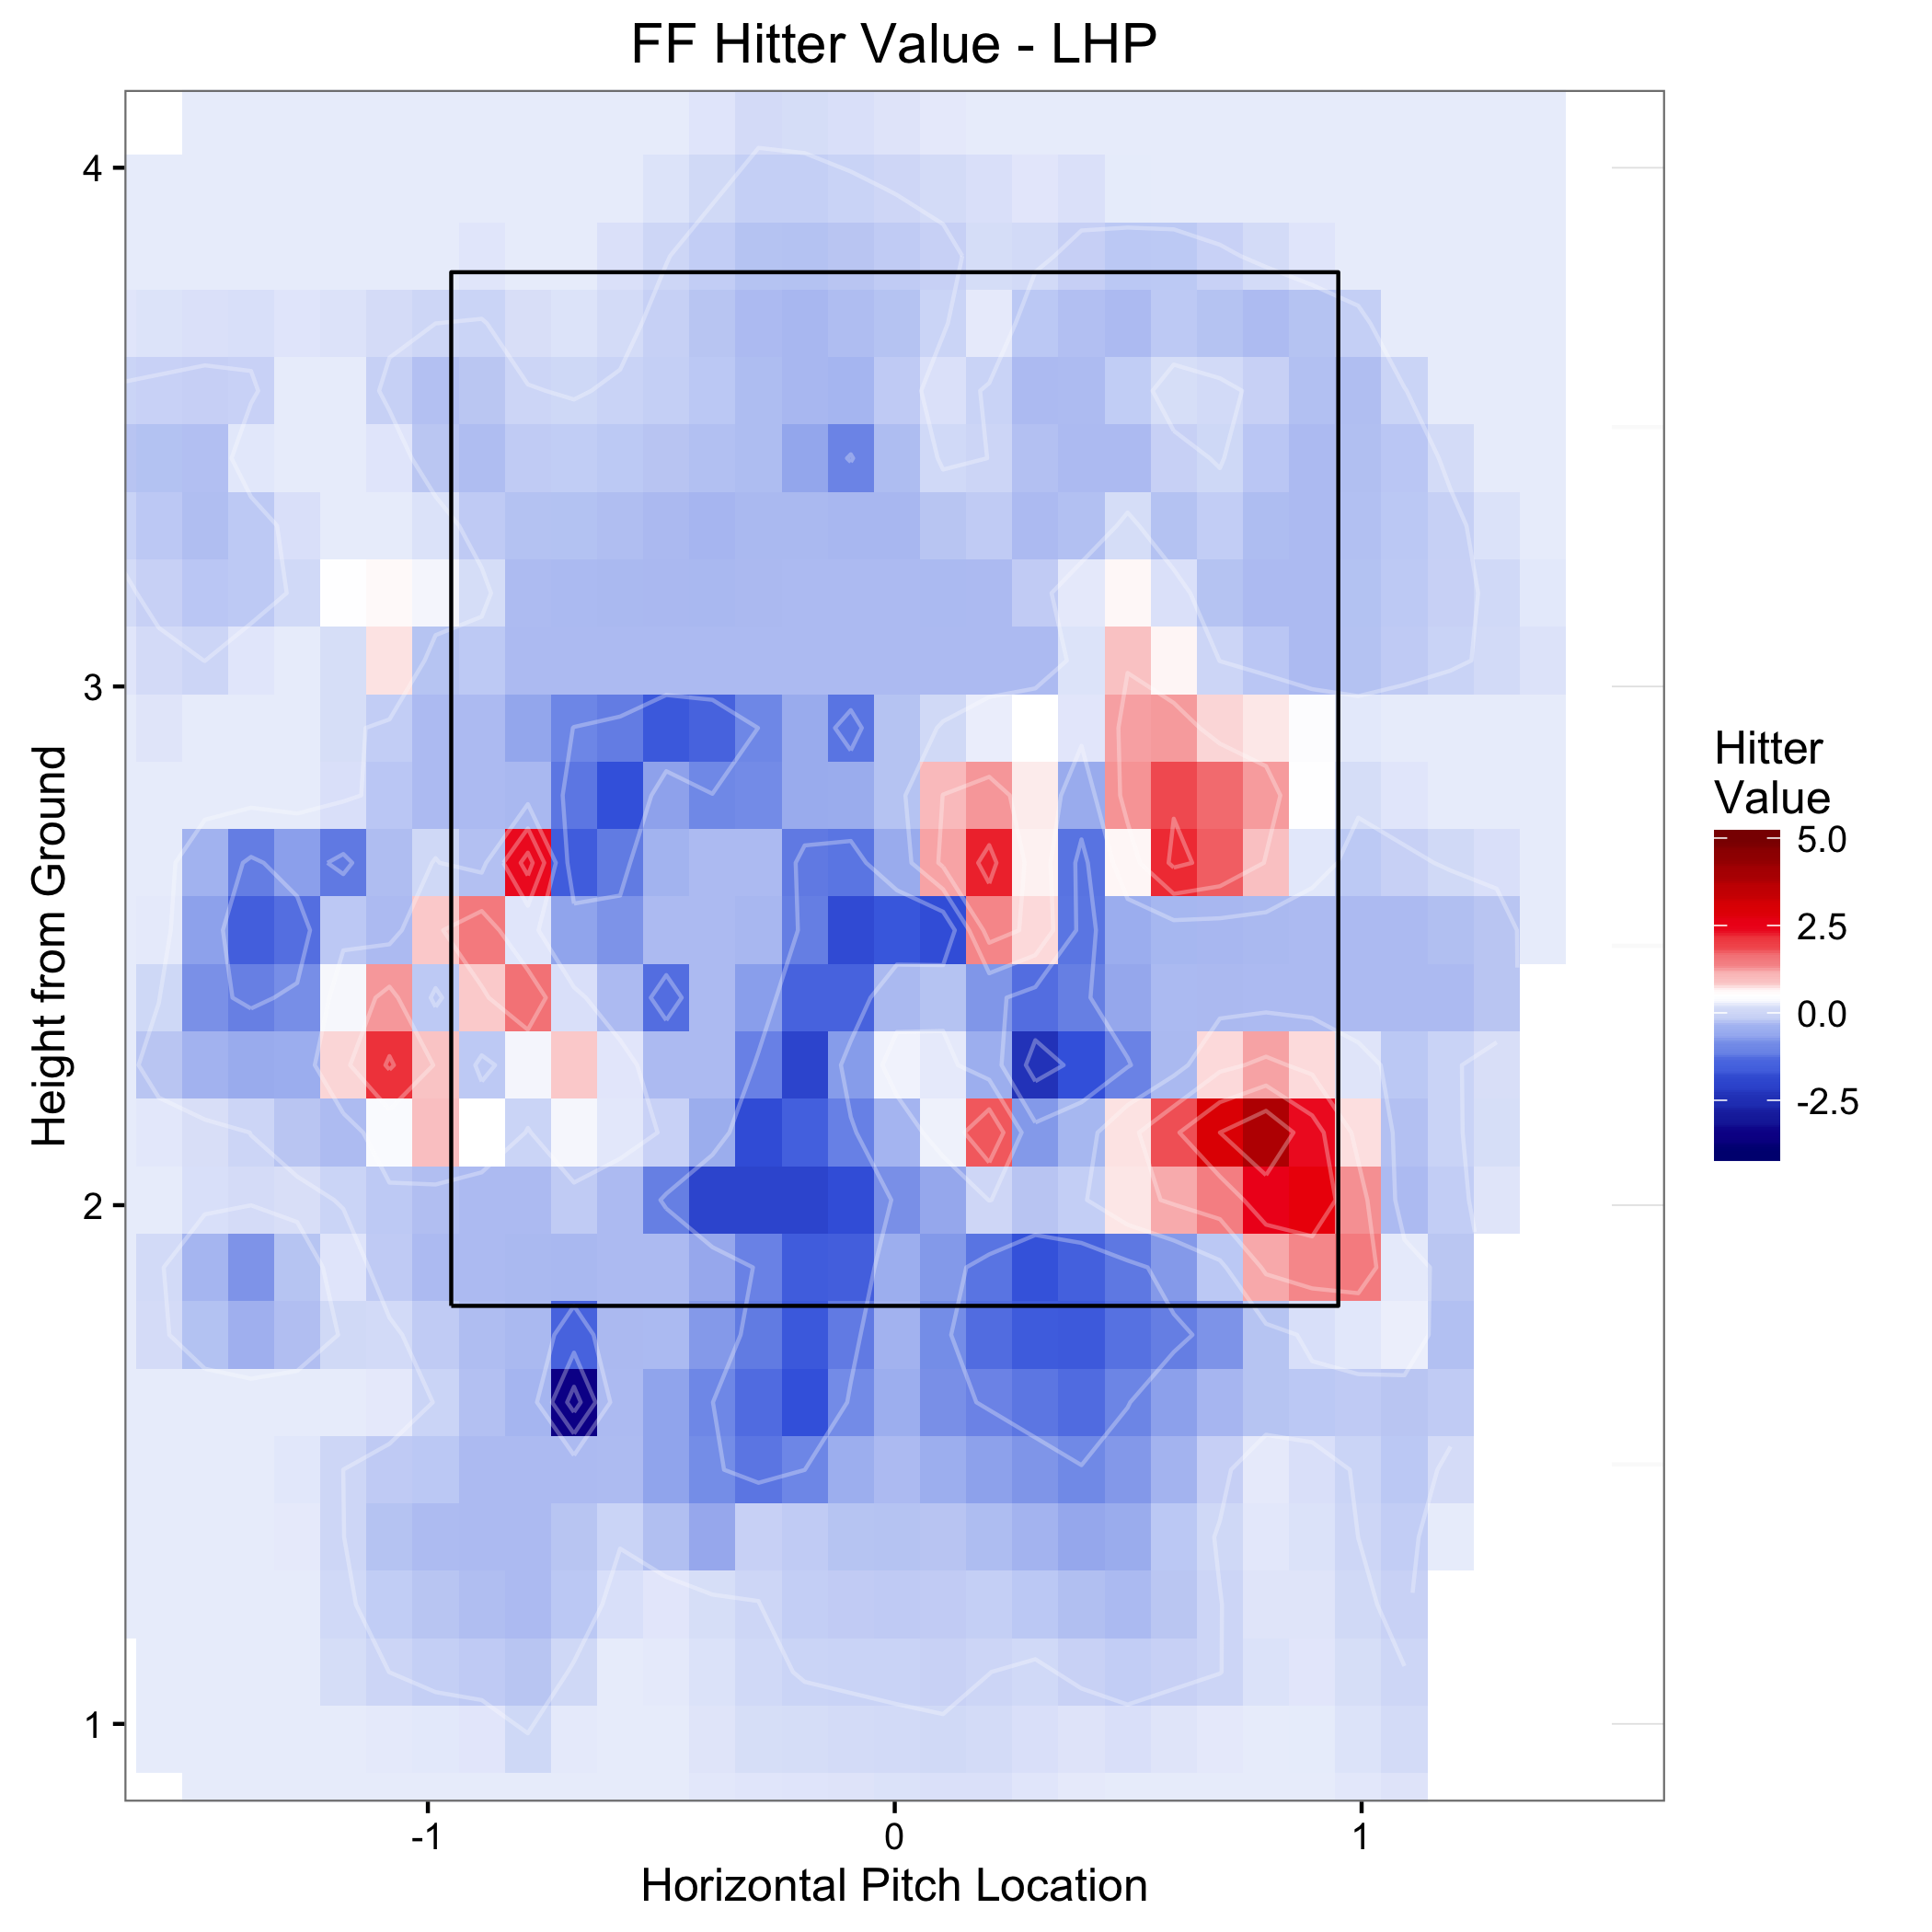 FF Hitter Value - LHP
4
3
2
1
Height from Ground
-1
0
1
Horizontal Pitch Location
Hitter
Value
5.0
2.5
0.0
-2.5